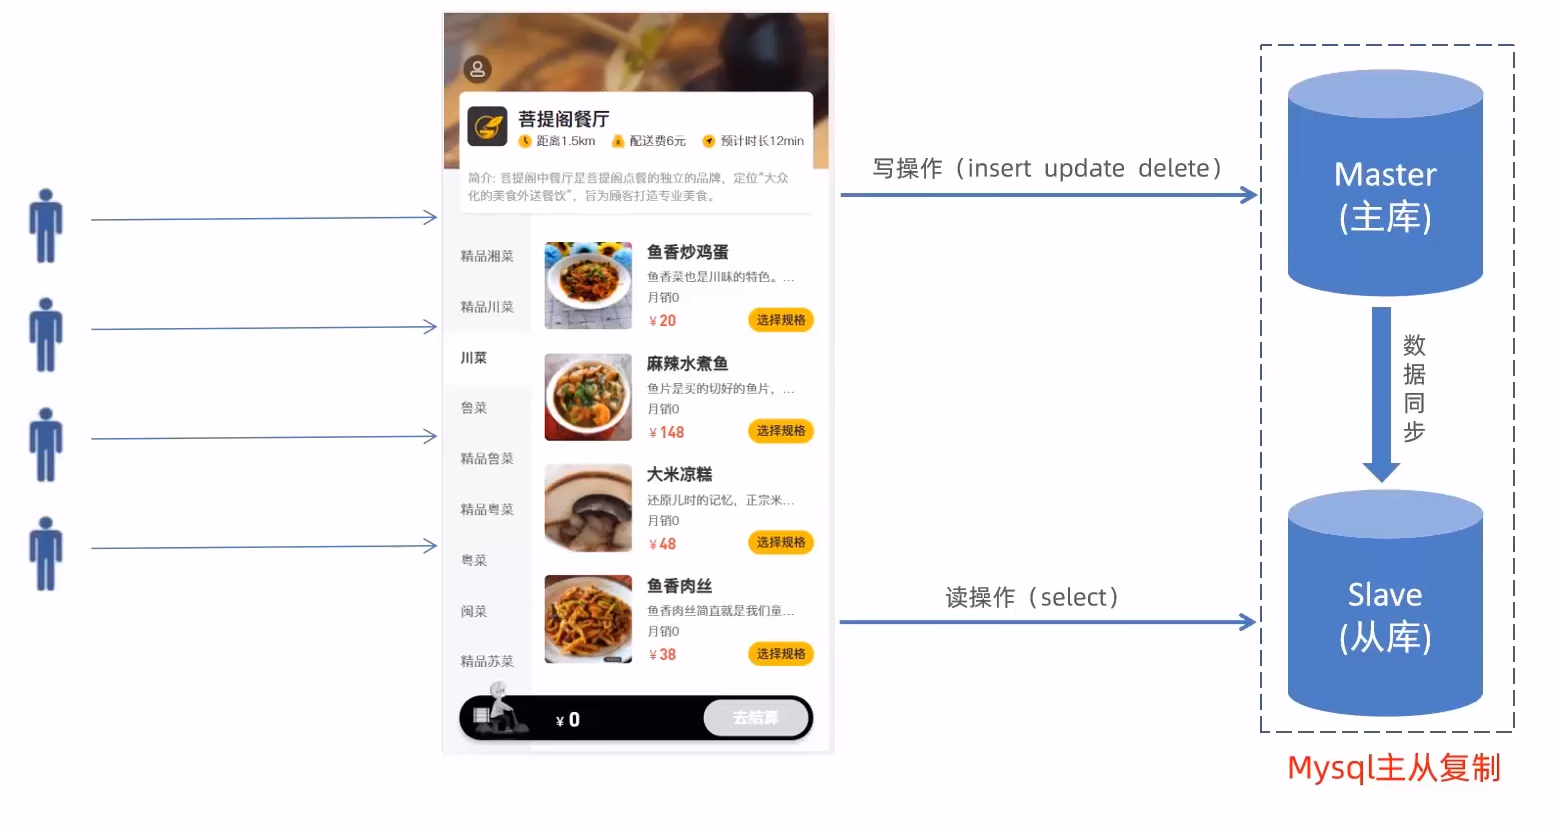 菩提阁餐厅
距离1.5km 配送费6元 预计时长12min
简介: 菩提阁中餐厅是菩提阁点餐的独立的品牌，定位“大众
化的美食外送餐饮”，旨为顾客打造专业美食。
精品湘菜
精品川菜
川菜
鲁菜
精品鲁菜
精品粤菜
粤菜
闽菜
精品苏菜
鱼香炒鸡蛋
鱼香菜也是川味的特色。...
月销0
¥20 选择规格
麻辣水煮鱼
鱼片是买的切好的鱼片，...
月销0
¥148 选择规格
大米凉糕
还原儿时的记忆，正宗米...
月销0
¥48 选择规格
鱼香肉丝
鱼香肉丝简直就是我们童...
月销0
¥38 选择规格
¥0 去结算
写操作（insert update delete）
读操作（select）
Master
(主库)
数
据
同
步
Slave
(从库)
Mysql主从复制